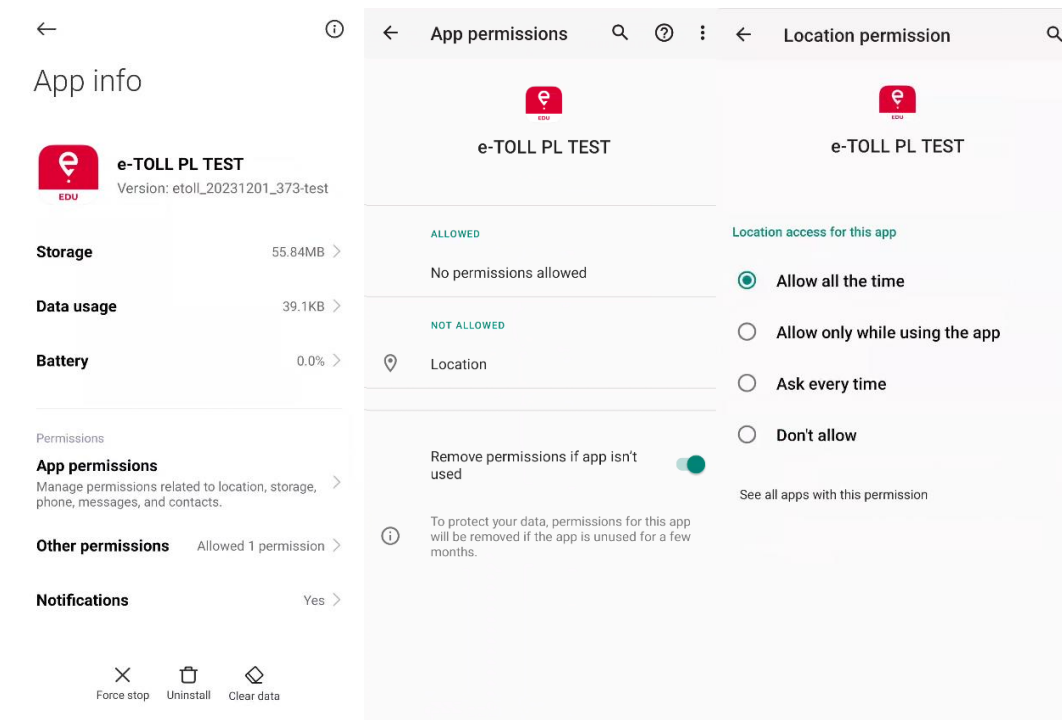 App info
e-TOLL PL TEST
Version: etoll_20231201_373-test
EDU
Storage 55.84MB
Data usage 39.1KB
Battery 0.0%
Permissions
App permissions
Manage permissions related to location, storage,
phone, messages, and contacts.
Other permissions Allowed 1 permission
Notifications Yes
Force stop Uninstall Clear data
App permissions
EDU
e-TOLL PL TEST
ALLOWED
No permissions allowed
NOT ALLOWED
Location
Remove permissions if app isn't
used
To protect your data, permissions for this app
will be removed if the app is unused for a few
months.
Location permission
EDU
e-TOLL PL TEST
Location access for this app
Allow all the time
Allow only while using the app
Ask every time
Don't allow
See all apps with this permission